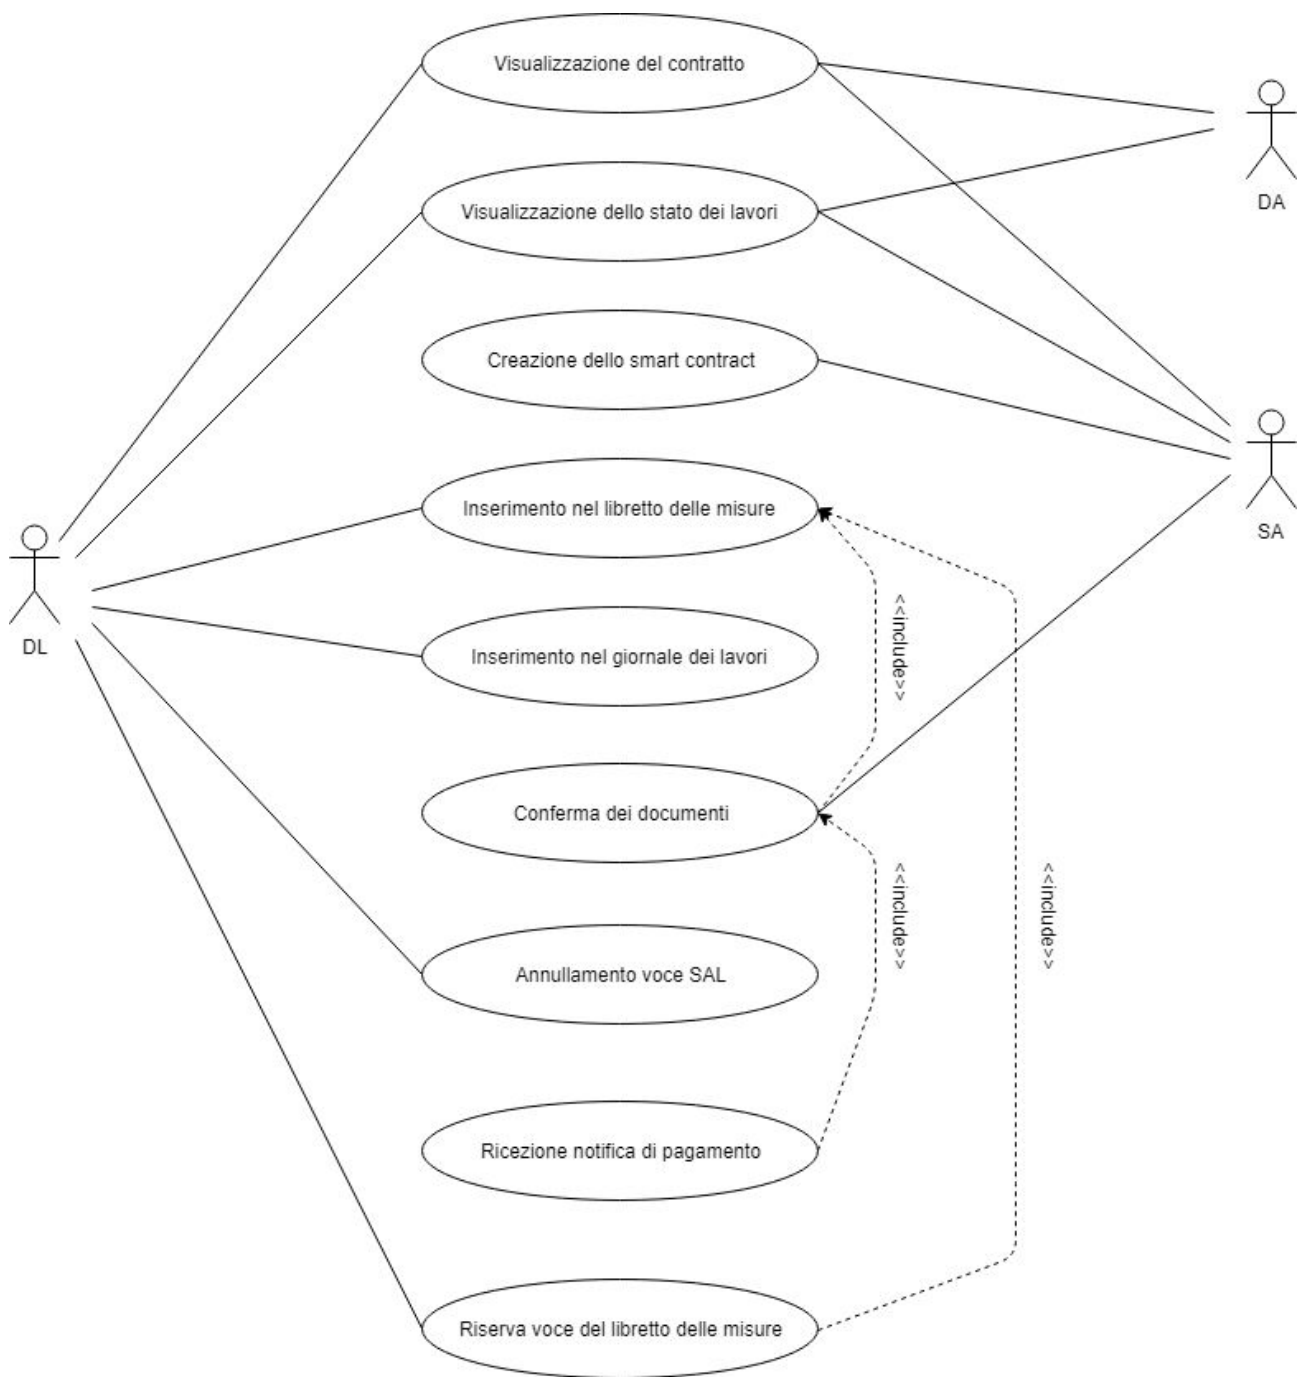 Visualizzazione del contratto
DA
Visualizzazione dello stato dei lavori
Creazione dello smart contract
Inserimento nel libretto delle misure
SA
DL
<<include>>
Inserimento nel giornale dei lavori
Conferma dei documenti
<<include>>
<<include>>
Annullamento voce SAL
Ricezione notifica di pagamento
Riserva voce del libretto delle misure